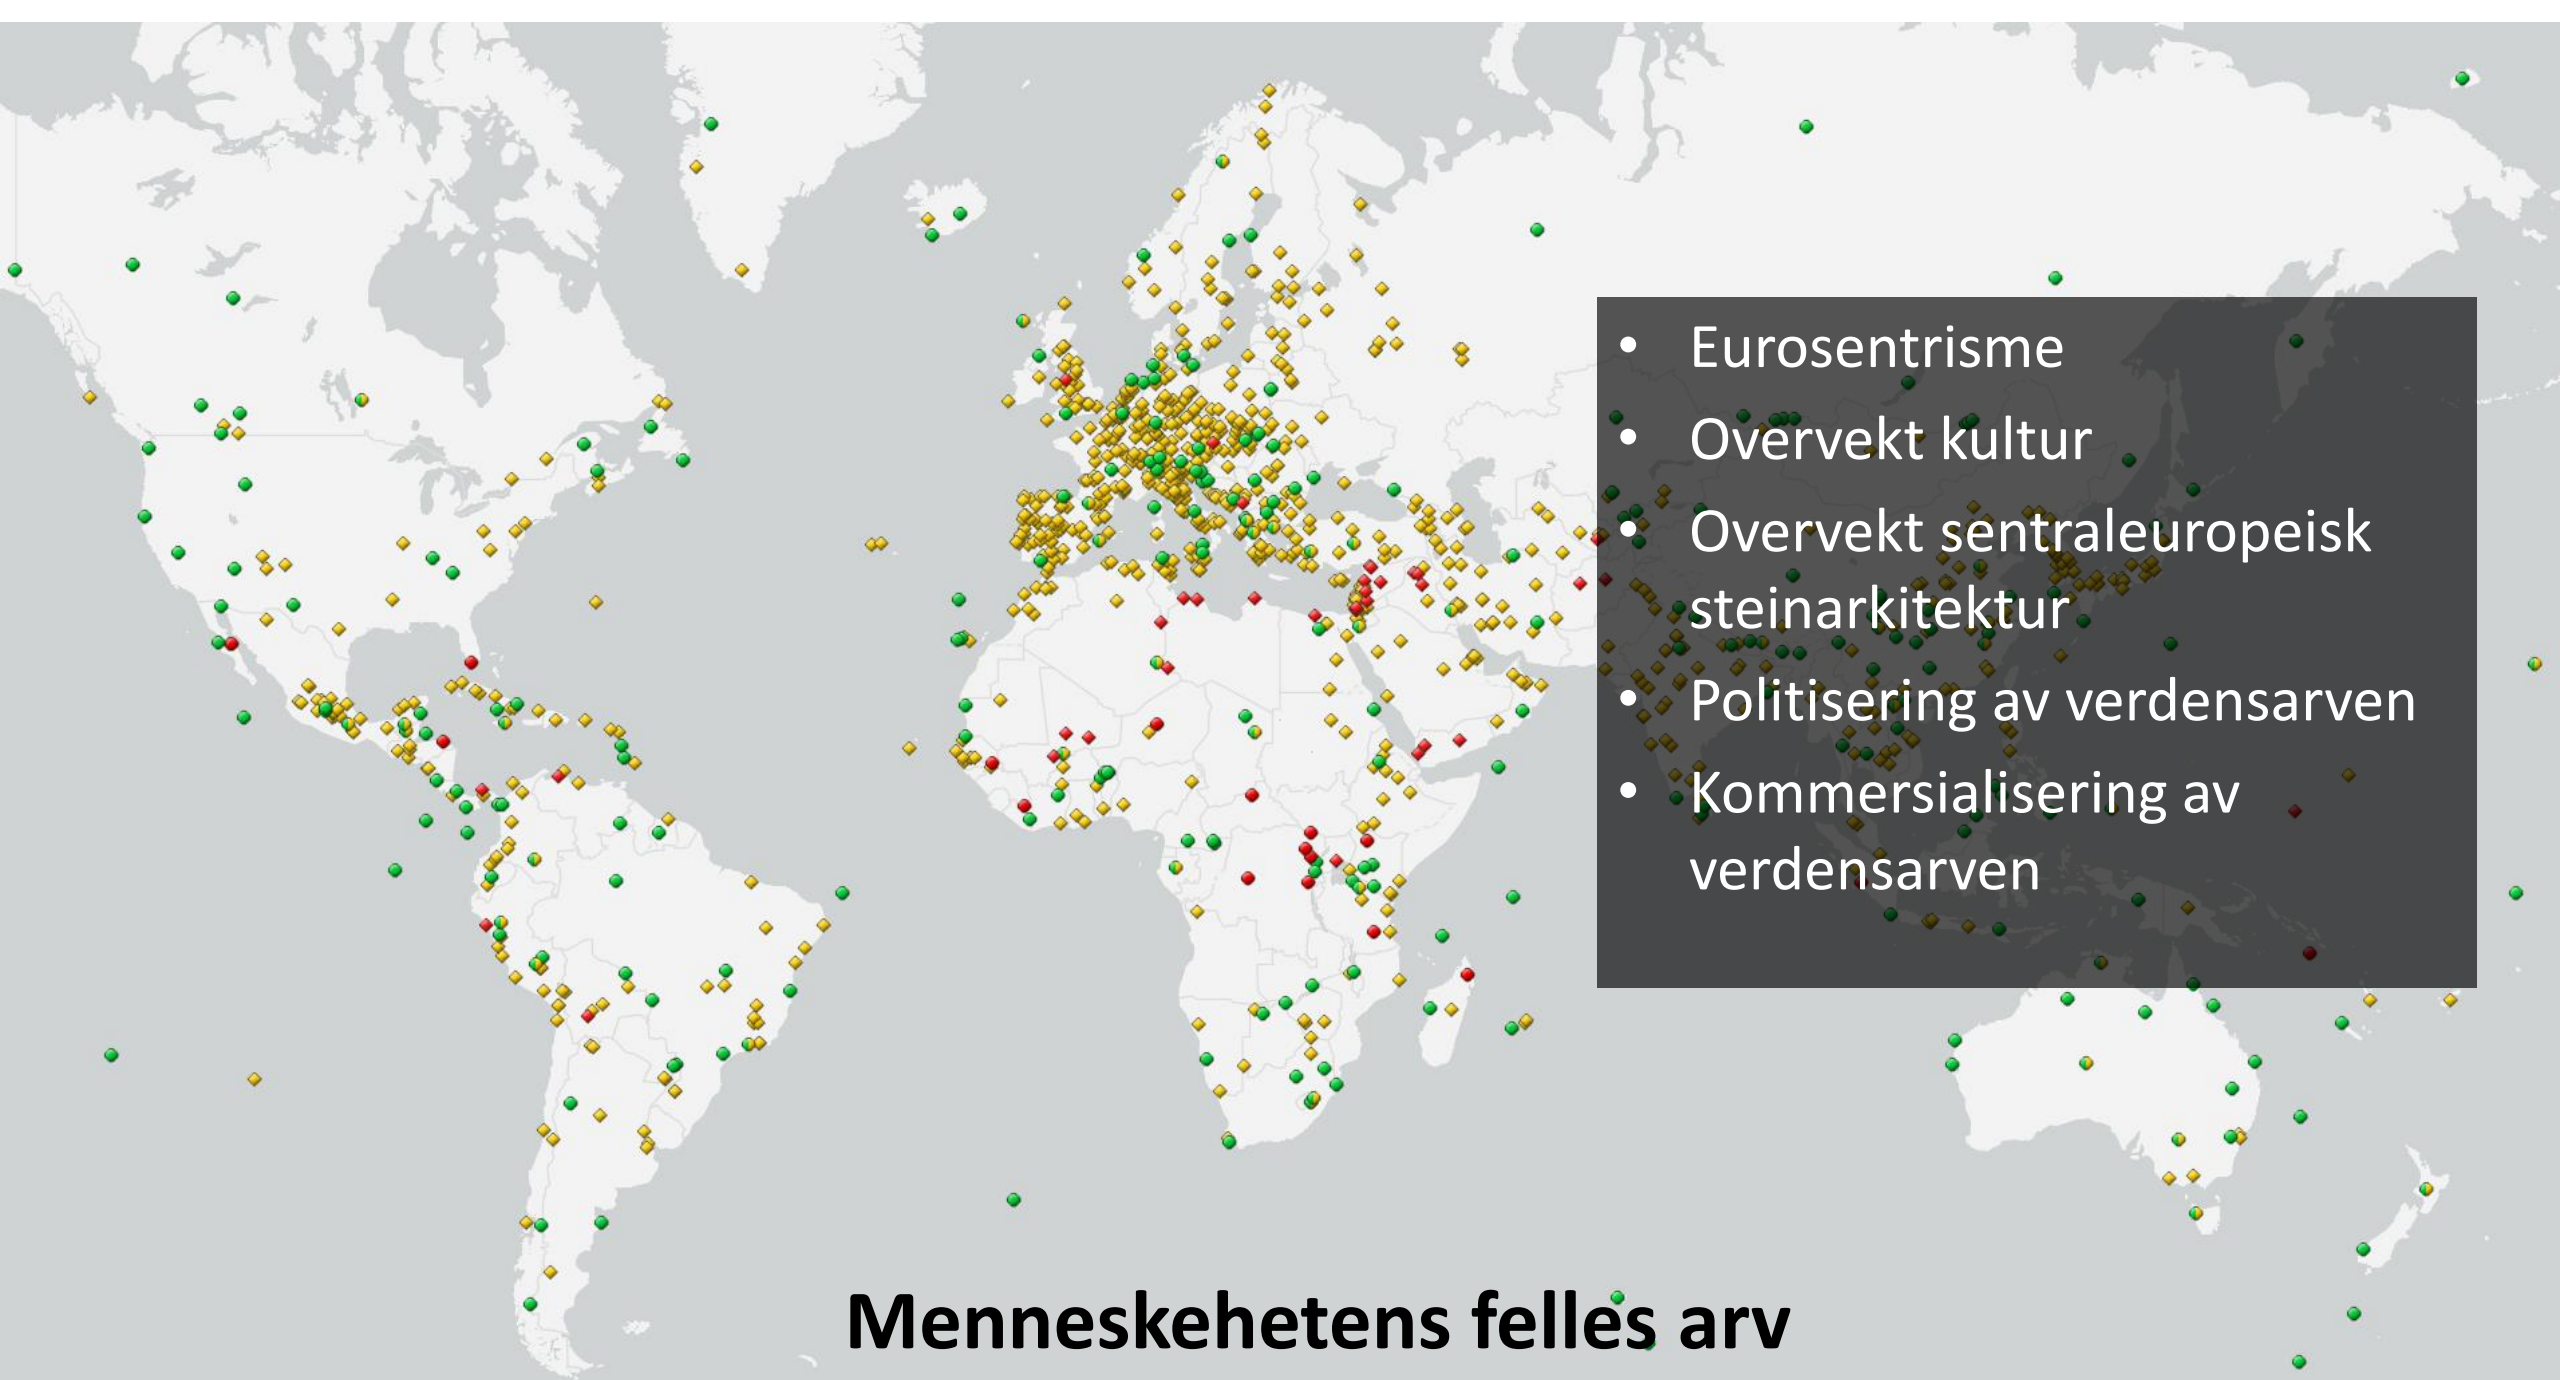 • Eurosentrisme
• Overvekt kultur
• Overvekt sentraleuropeisk
steinarkitektur
• Politisering av verdensarven
• Kommersialisering av
verdensarven
Menneskehetens felles arv